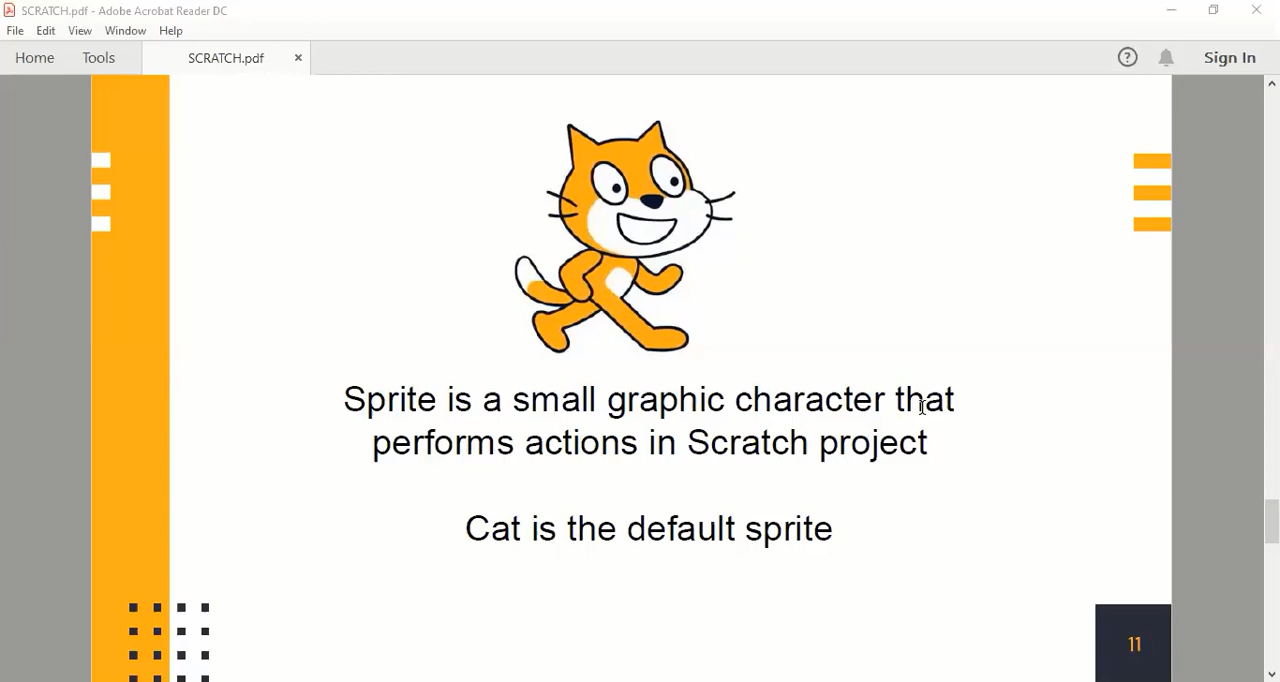 SCRATCH.pdf - Adobe Acrobat Reader DC
File Edit View Window Help
Home Tools SCRATCH.pdf × ? Sign In
Sprite is a small graphic character that
performs actions in Scratch project
Cat is the default sprite
11